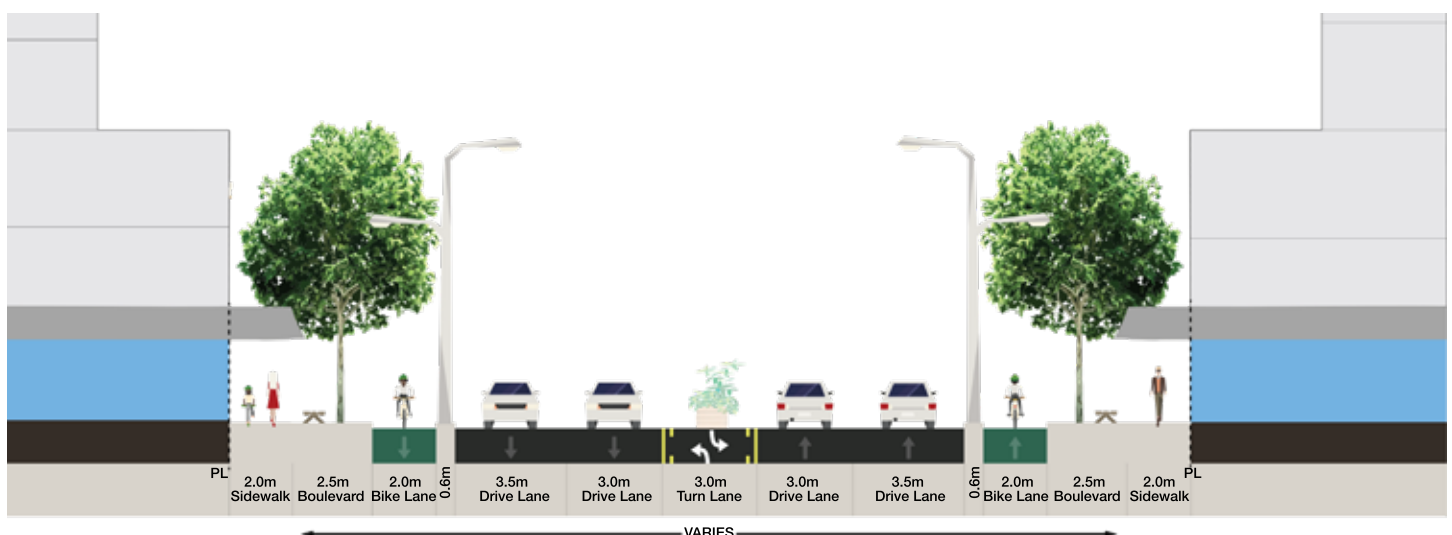 PL
2.0m
Sidewalk
2.5m
Boulevard
2.0m
Bike Lane
0.6m
3.5m
Drive Lane
3.0m
Drive Lane
3.0m
Turn Lane
3.0m
Drive Lane
3.5m
Drive Lane
0.6m
2.0m
Bike Lane
2.5m
Boulevard
2.0m
Sidewalk
PL
VARIES